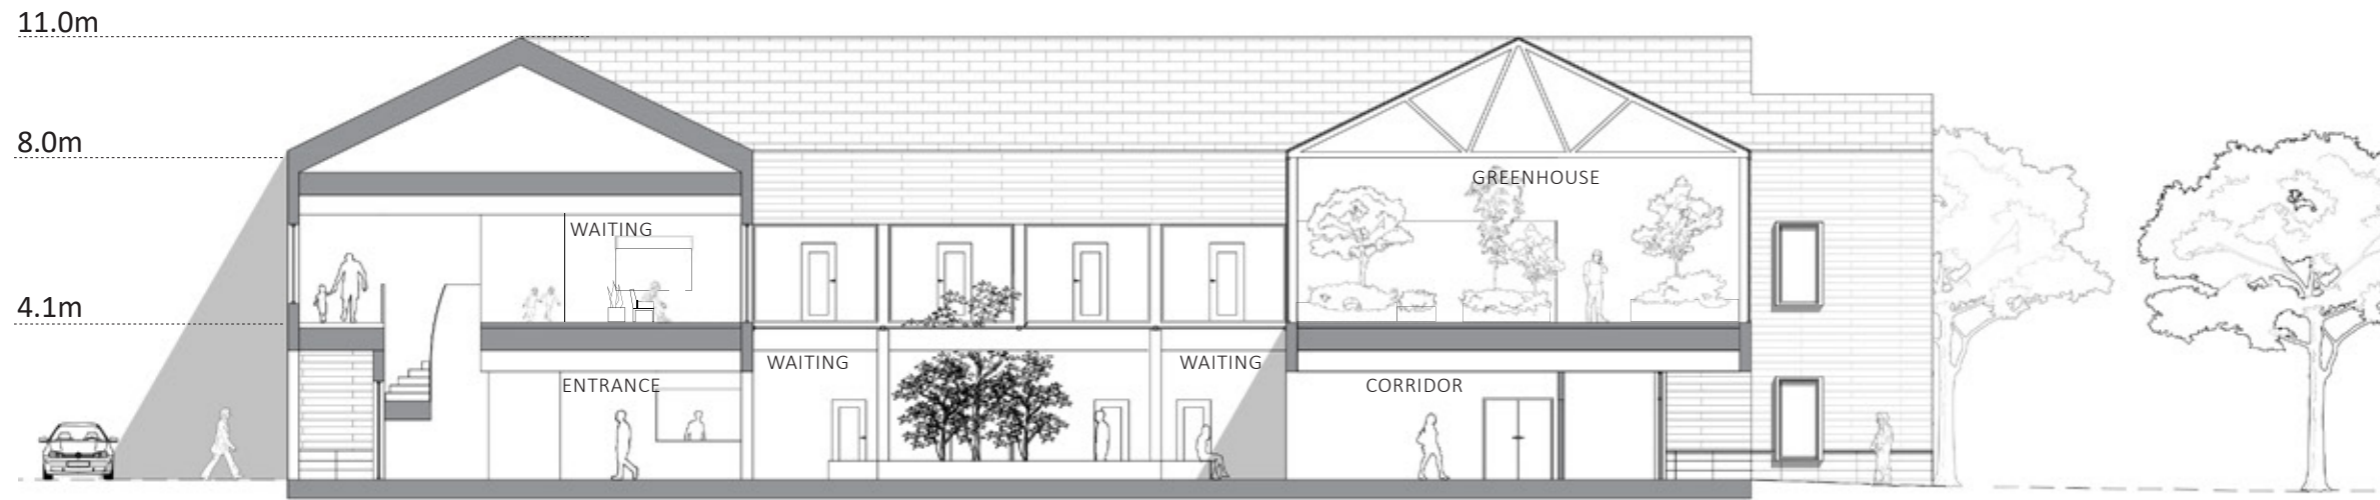 11.0m
8.0m
GREENHOUSE
WAITING
4.1m
WAITING
WAITING
ENTRANCE
CORRIDOR